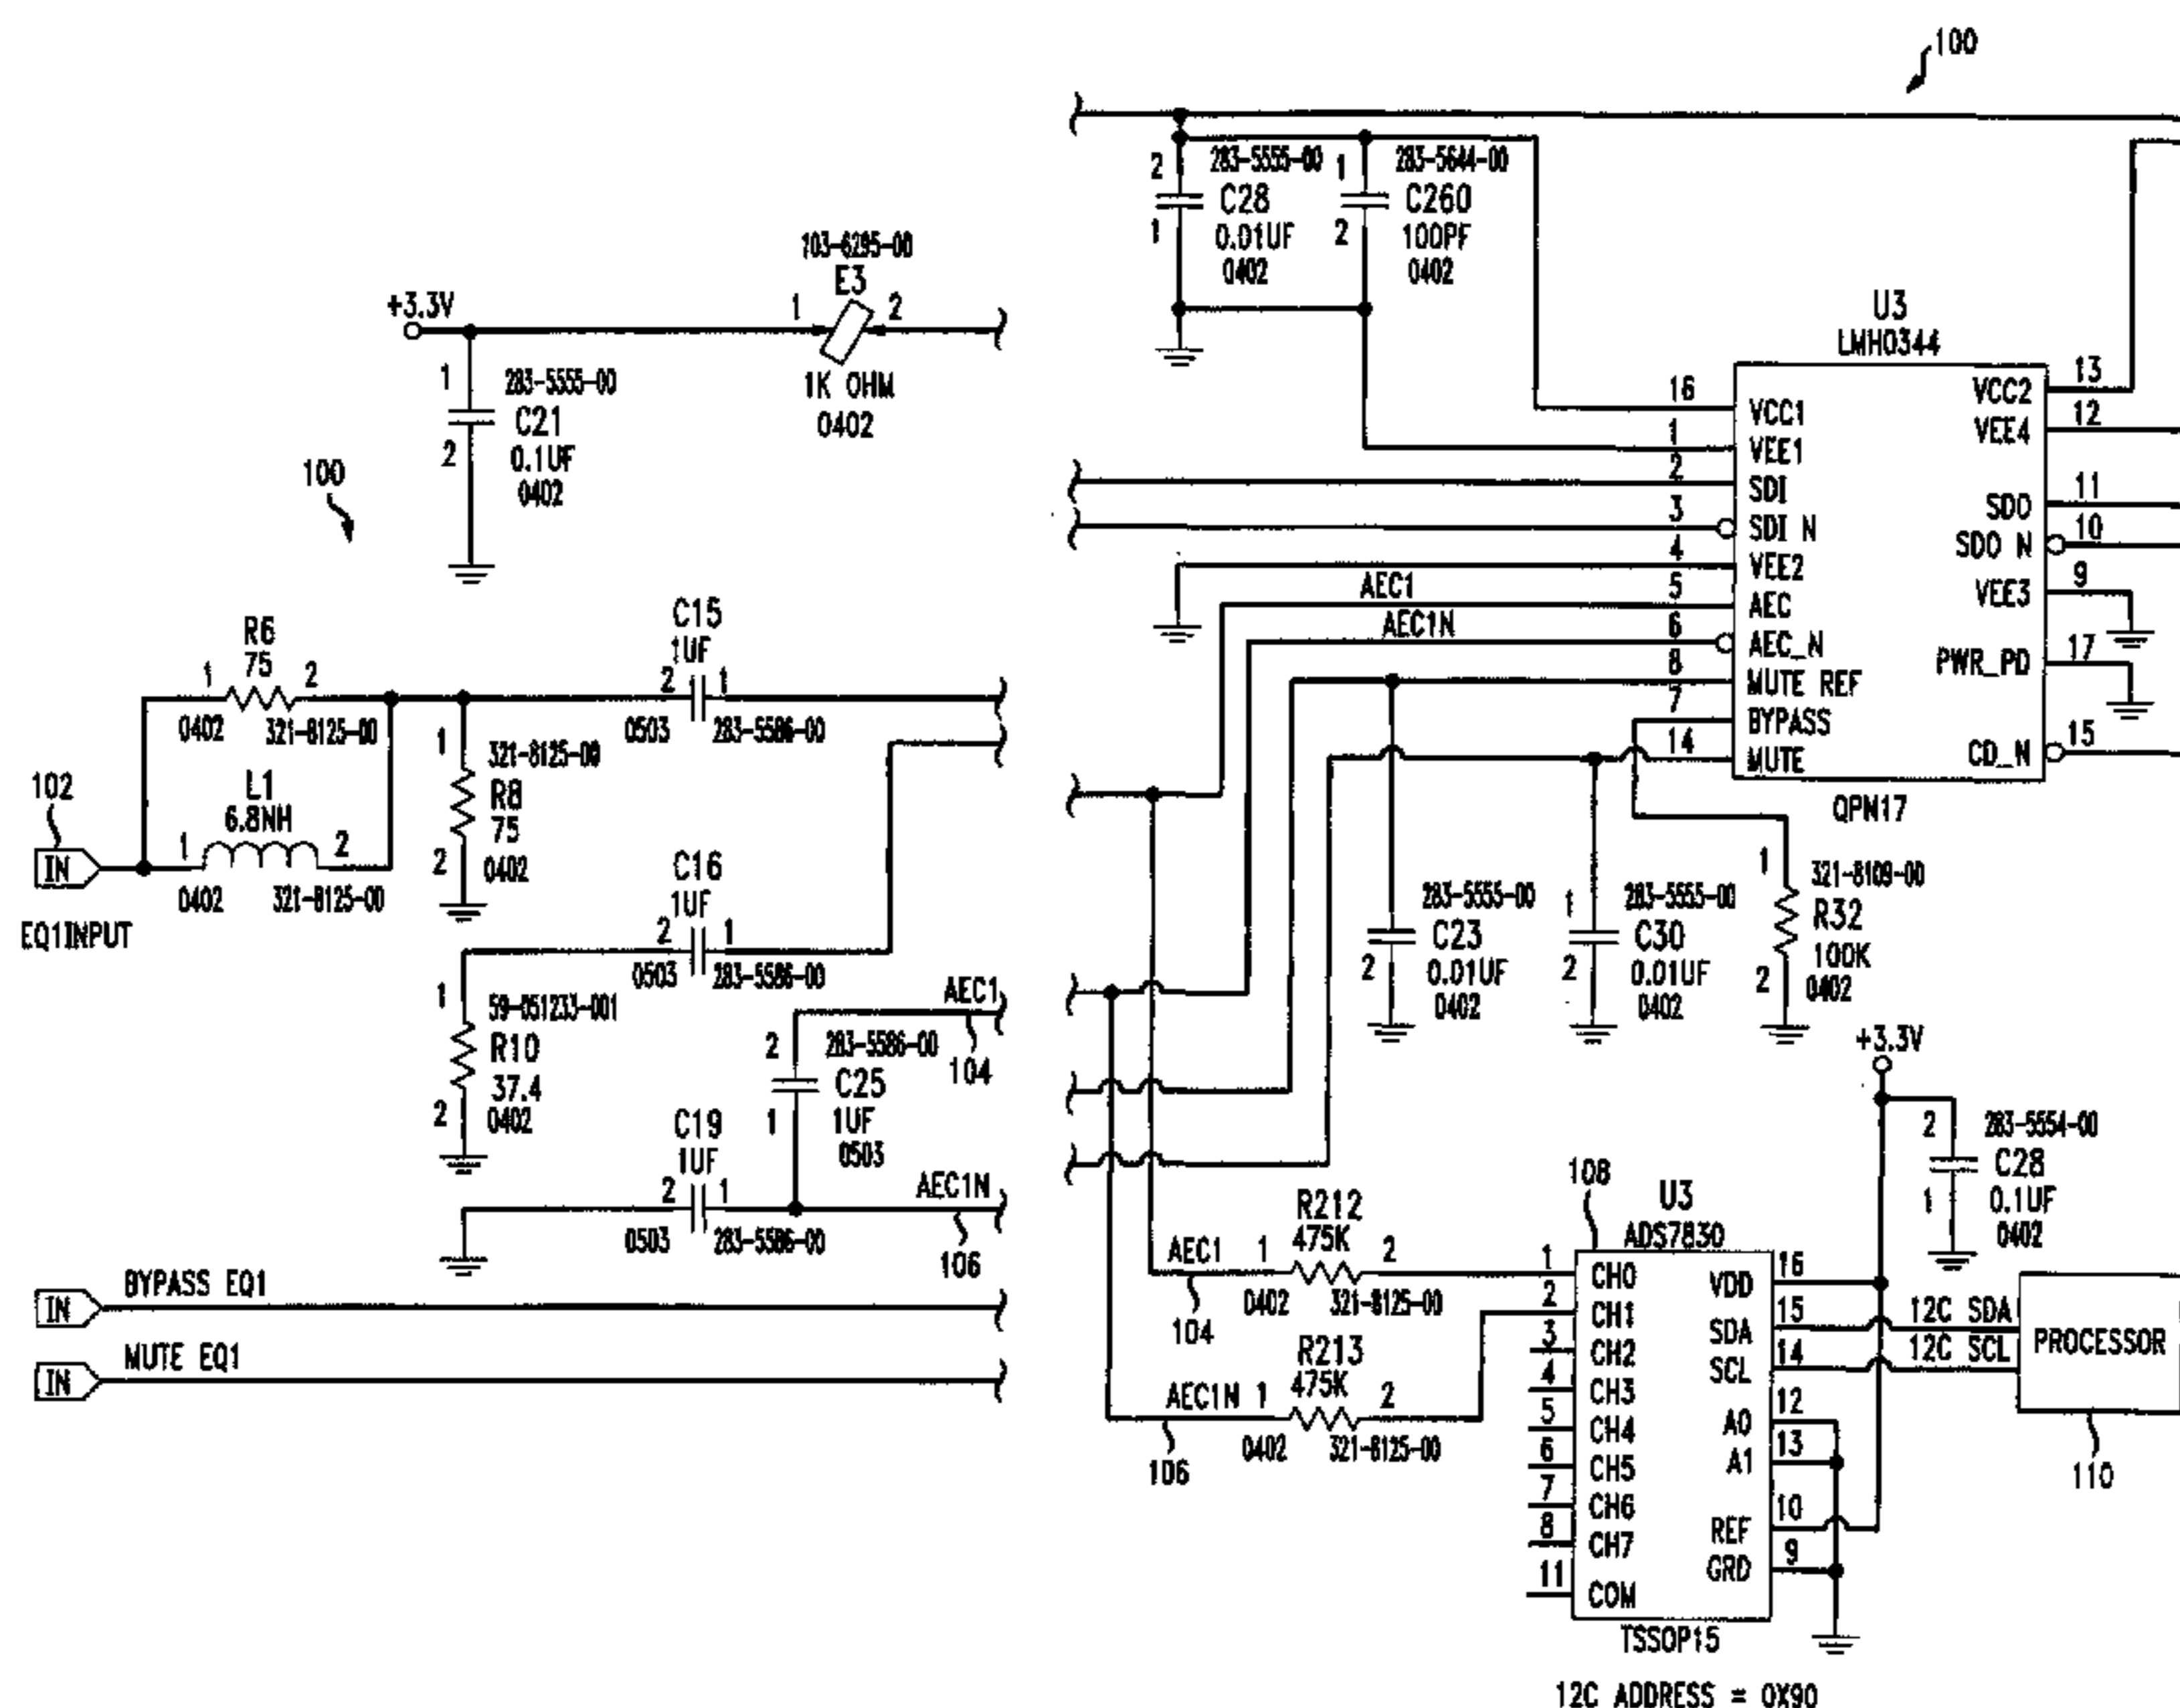 100
283-5555-00
2
C28
0.01UF
0402
1
283-5644-00
1
C260
100PF
0402
2
103-6295-00
E3
1
2
1K OHM
0402
+3.3V
1
283-5555-00
C21
0.1UF
0402
2
100
U3
LMH0344
16
VCC1
1
VEE1
2
SDI
3
SDI N
4
VEE2
AEC1
5
AEC
AEC1N
6
AEC_N
8
MUTE REF
7
BYPASS
14
MUTE
VCC2
13
VEE4
12
SDO
11
SDO N
10
VEE3
9
PWR_PD
17
CD_N
15
QPN17
R6
75
1
2
0402
321-8125-00
C15
1UF
2
1
0503
283-5586-00
102
IN
EQ1INPUT
L1
6.8NH
1
2
0402
321-8125-00
1
321-8125-00
R8
75
0402
2
C16
1UF
2
1
0503
283-5586-00
1
59-051233-001
R10
37.4
0402
2
AEC1
104
2
283-5586-00
C25
1UF
0503
1
C19
1UF
2
1
0503
283-5586-00
AEC1N
106
IN
BYPASS EQ1
IN
MUTE EQ1
283-5555-00
C23
0.01UF
0402
2
1
283-5555-00
C30
0.01UF
0402
2
1
321-8109-00
R32
100K
0402
2
+3.3V
2
283-5554-00
C28
0.1UF
0402
1
108
U3
ADS7830
R212
475K
AEC1
1
2
0402
321-8125-00
104
R213
475K
AEC1N
1
2
0402
321-8125-00
106
1
CH0
2
CH1
3
CH2
4
CH3
5
CH4
6
CH5
7
CH6
8
CH7
11
COM
VDD
16
SDA
15
12C SDA
SCL
14
12C SCL
A0
12
A1
13
REF
10
GRD
9
PROCESSOR
110
TSSOP15
12C ADDRESS = 0X90